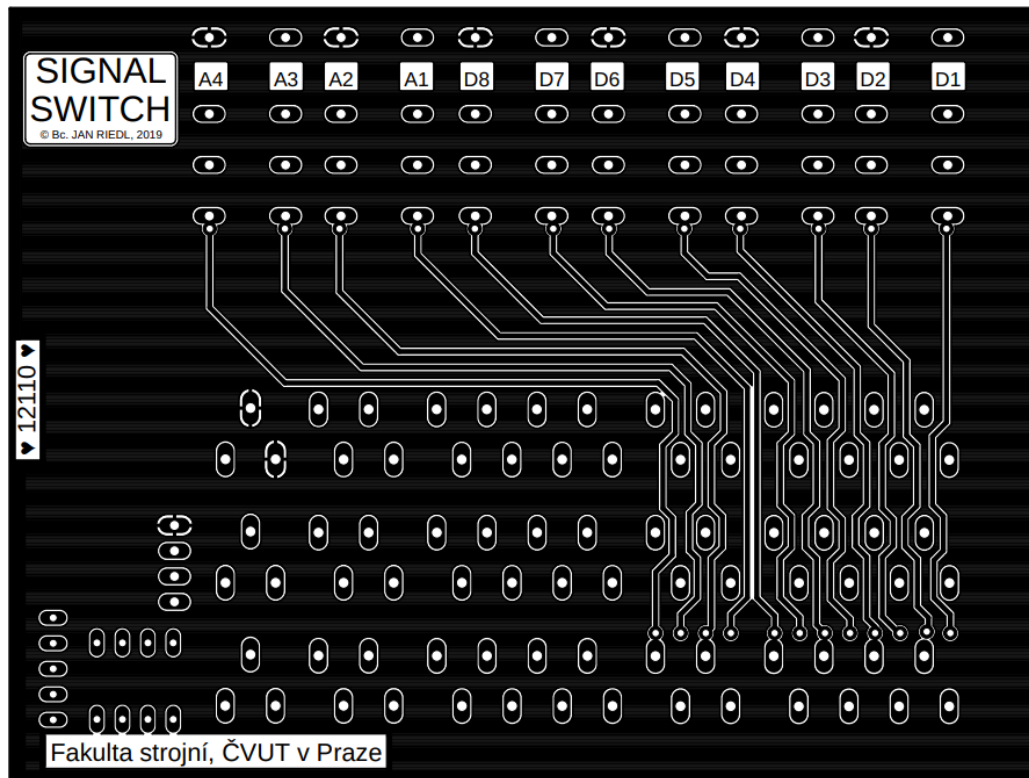 SIGNAL
SWITCH
© Bc. JAN RIEDL, 2019
A4 A3 A2 A1 D8 D7 D6 D5 D4 D3 D2 D1
♥ 12110 ♥
Fakulta strojní, ČVUT v Praze